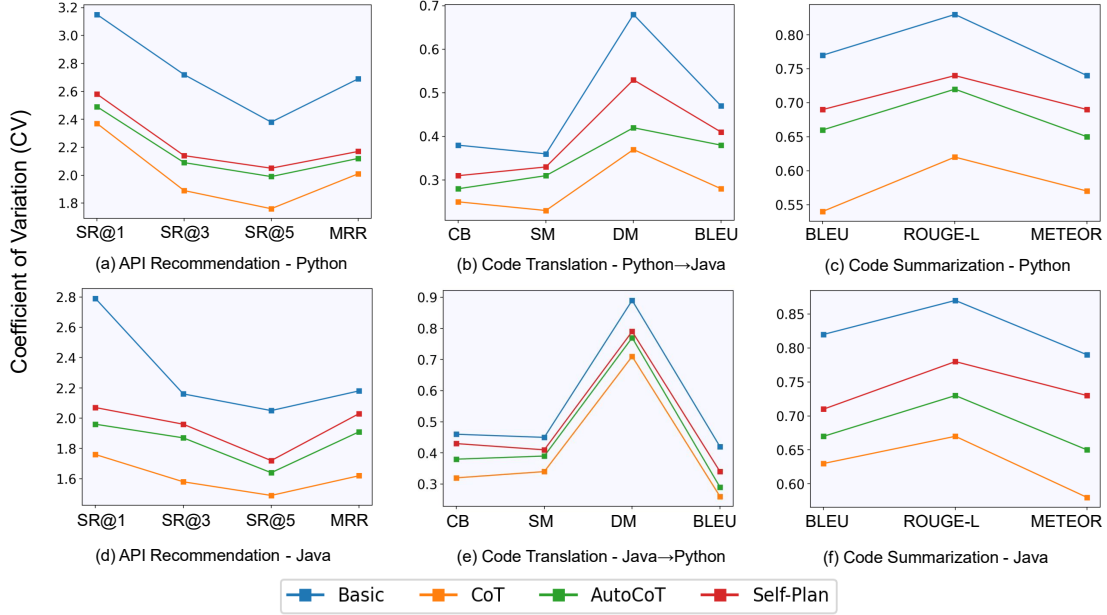 Coefficient of Variation (CV)
3.2
3.0
2.8
2.6
2.4
2.2
2.0
1.8
SR@1 SR@3 SR@5 MRR
(a) API Recommendation - Python
0.7
0.6
0.5
0.4
0.3
CB SM DM BLEU
(b) Code Translation - Python→Java
0.80
0.75
0.70
0.65
0.60
0.55
BLEU ROUGE-L METEOR
(c) Code Summarization - Python
2.8
2.6
2.4
2.2
2.0
1.8
1.6
SR@1 SR@3 SR@5 MRR
(d) API Recommendation - Java
0.9
0.8
0.7
0.6
0.5
0.4
0.3
CB SM DM BLEU
(e) Code Translation - Java→Python
0.85
0.80
0.75
0.70
0.65
0.60
BLEU ROUGE-L METEOR
(f) Code Summarization - Java
Basic CoT AutoCoT Self-Plan